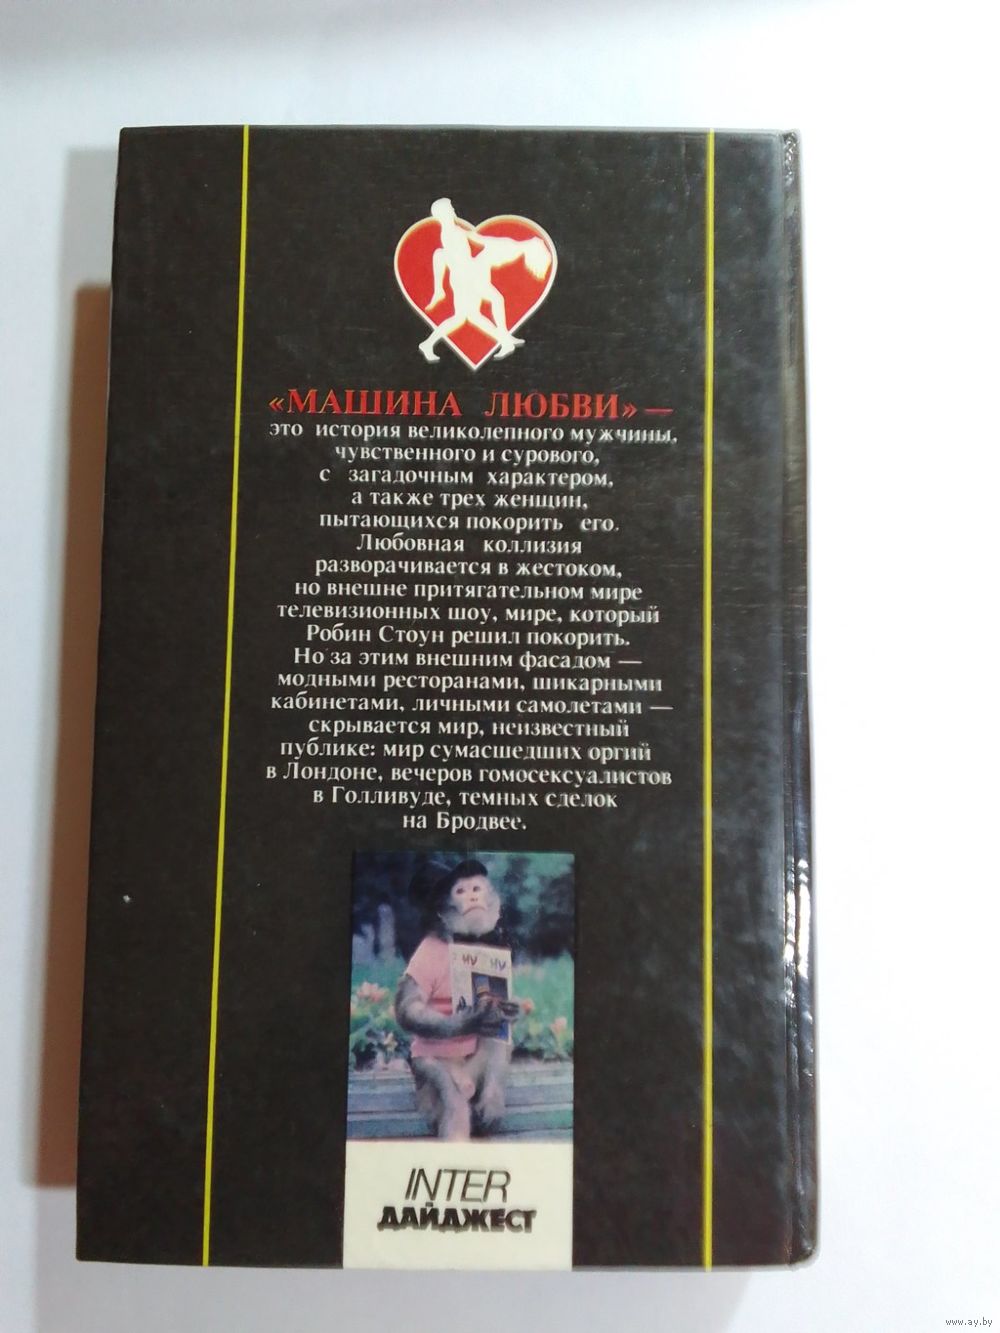 «МАШИНА ЛЮБВИ» —
это история великолепного мужчины,
чувственного и сурового,
с загадочным характером,
а также трех женщин,
пытающихся покорить его.
Любовная коллизия
разворачивается в жестоком,
но внешне притягательном мире
телевизионных шоу, мире, который
Робин Стоун решил покорить.
Но за этим внешним фасадом —
модными ресторанами, шикарными
кабинетами, личными самолетами —
скрывается мир, неизвестный
публике: мир сумасшедших оргий
в Лондоне, вечеров гомосексуалистов
в Голливуде, темных сделок
на Бродвее.
INTER
ДАЙДЖЕСТ
www.ay.by